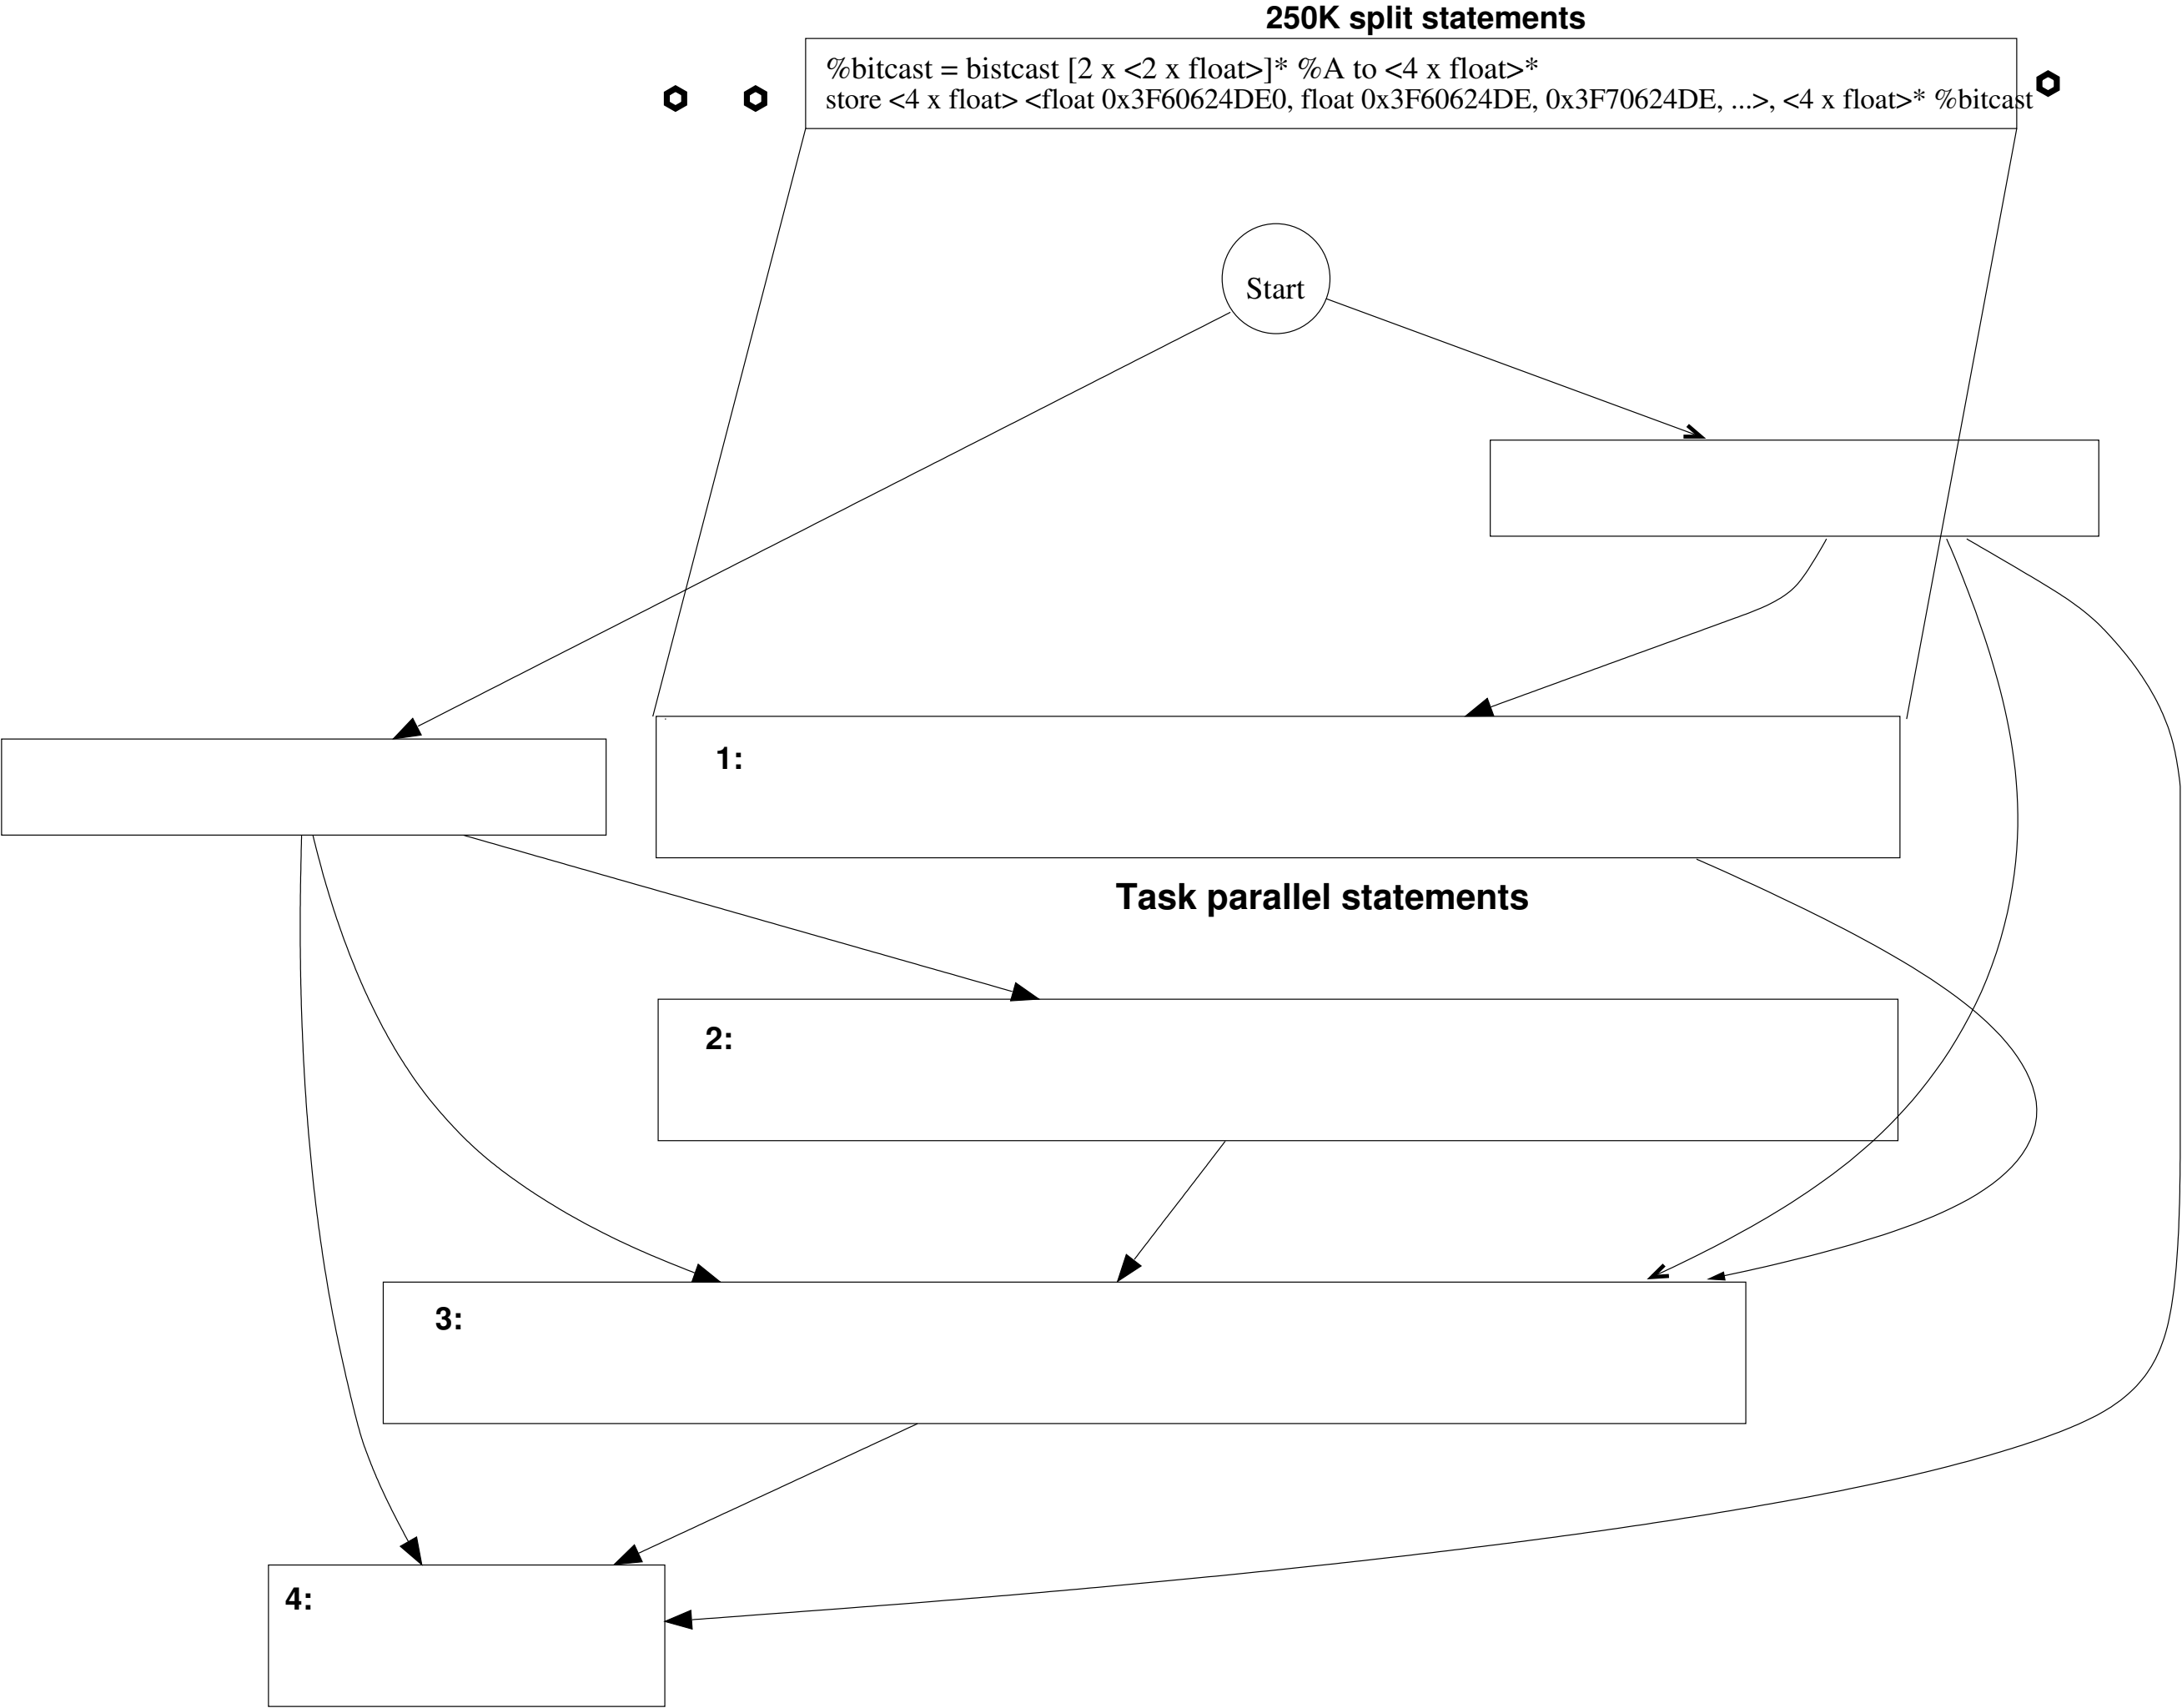 250K split statements
%bitcast = bistcast [2 x <2 x float>]* %A to <4 x float>*
store <4 x float> <float 0x3F60624DE0, float 0x3F60624DE, 0x3F70624DE, ...>, <4 x float>* %bitcast
Start
1:
Task parallel statements
2:
3:
4: